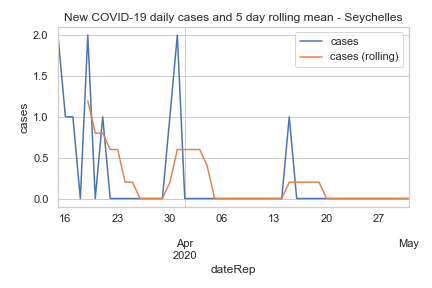 New COVID-19 daily cases and 5 day rolling mean - Seychelles
cases
cases (rolling)
2.0
1.5
1.0
0.5
0.0
cases
16 23 30 06 13 20 27
Apr May
2020
dateRep